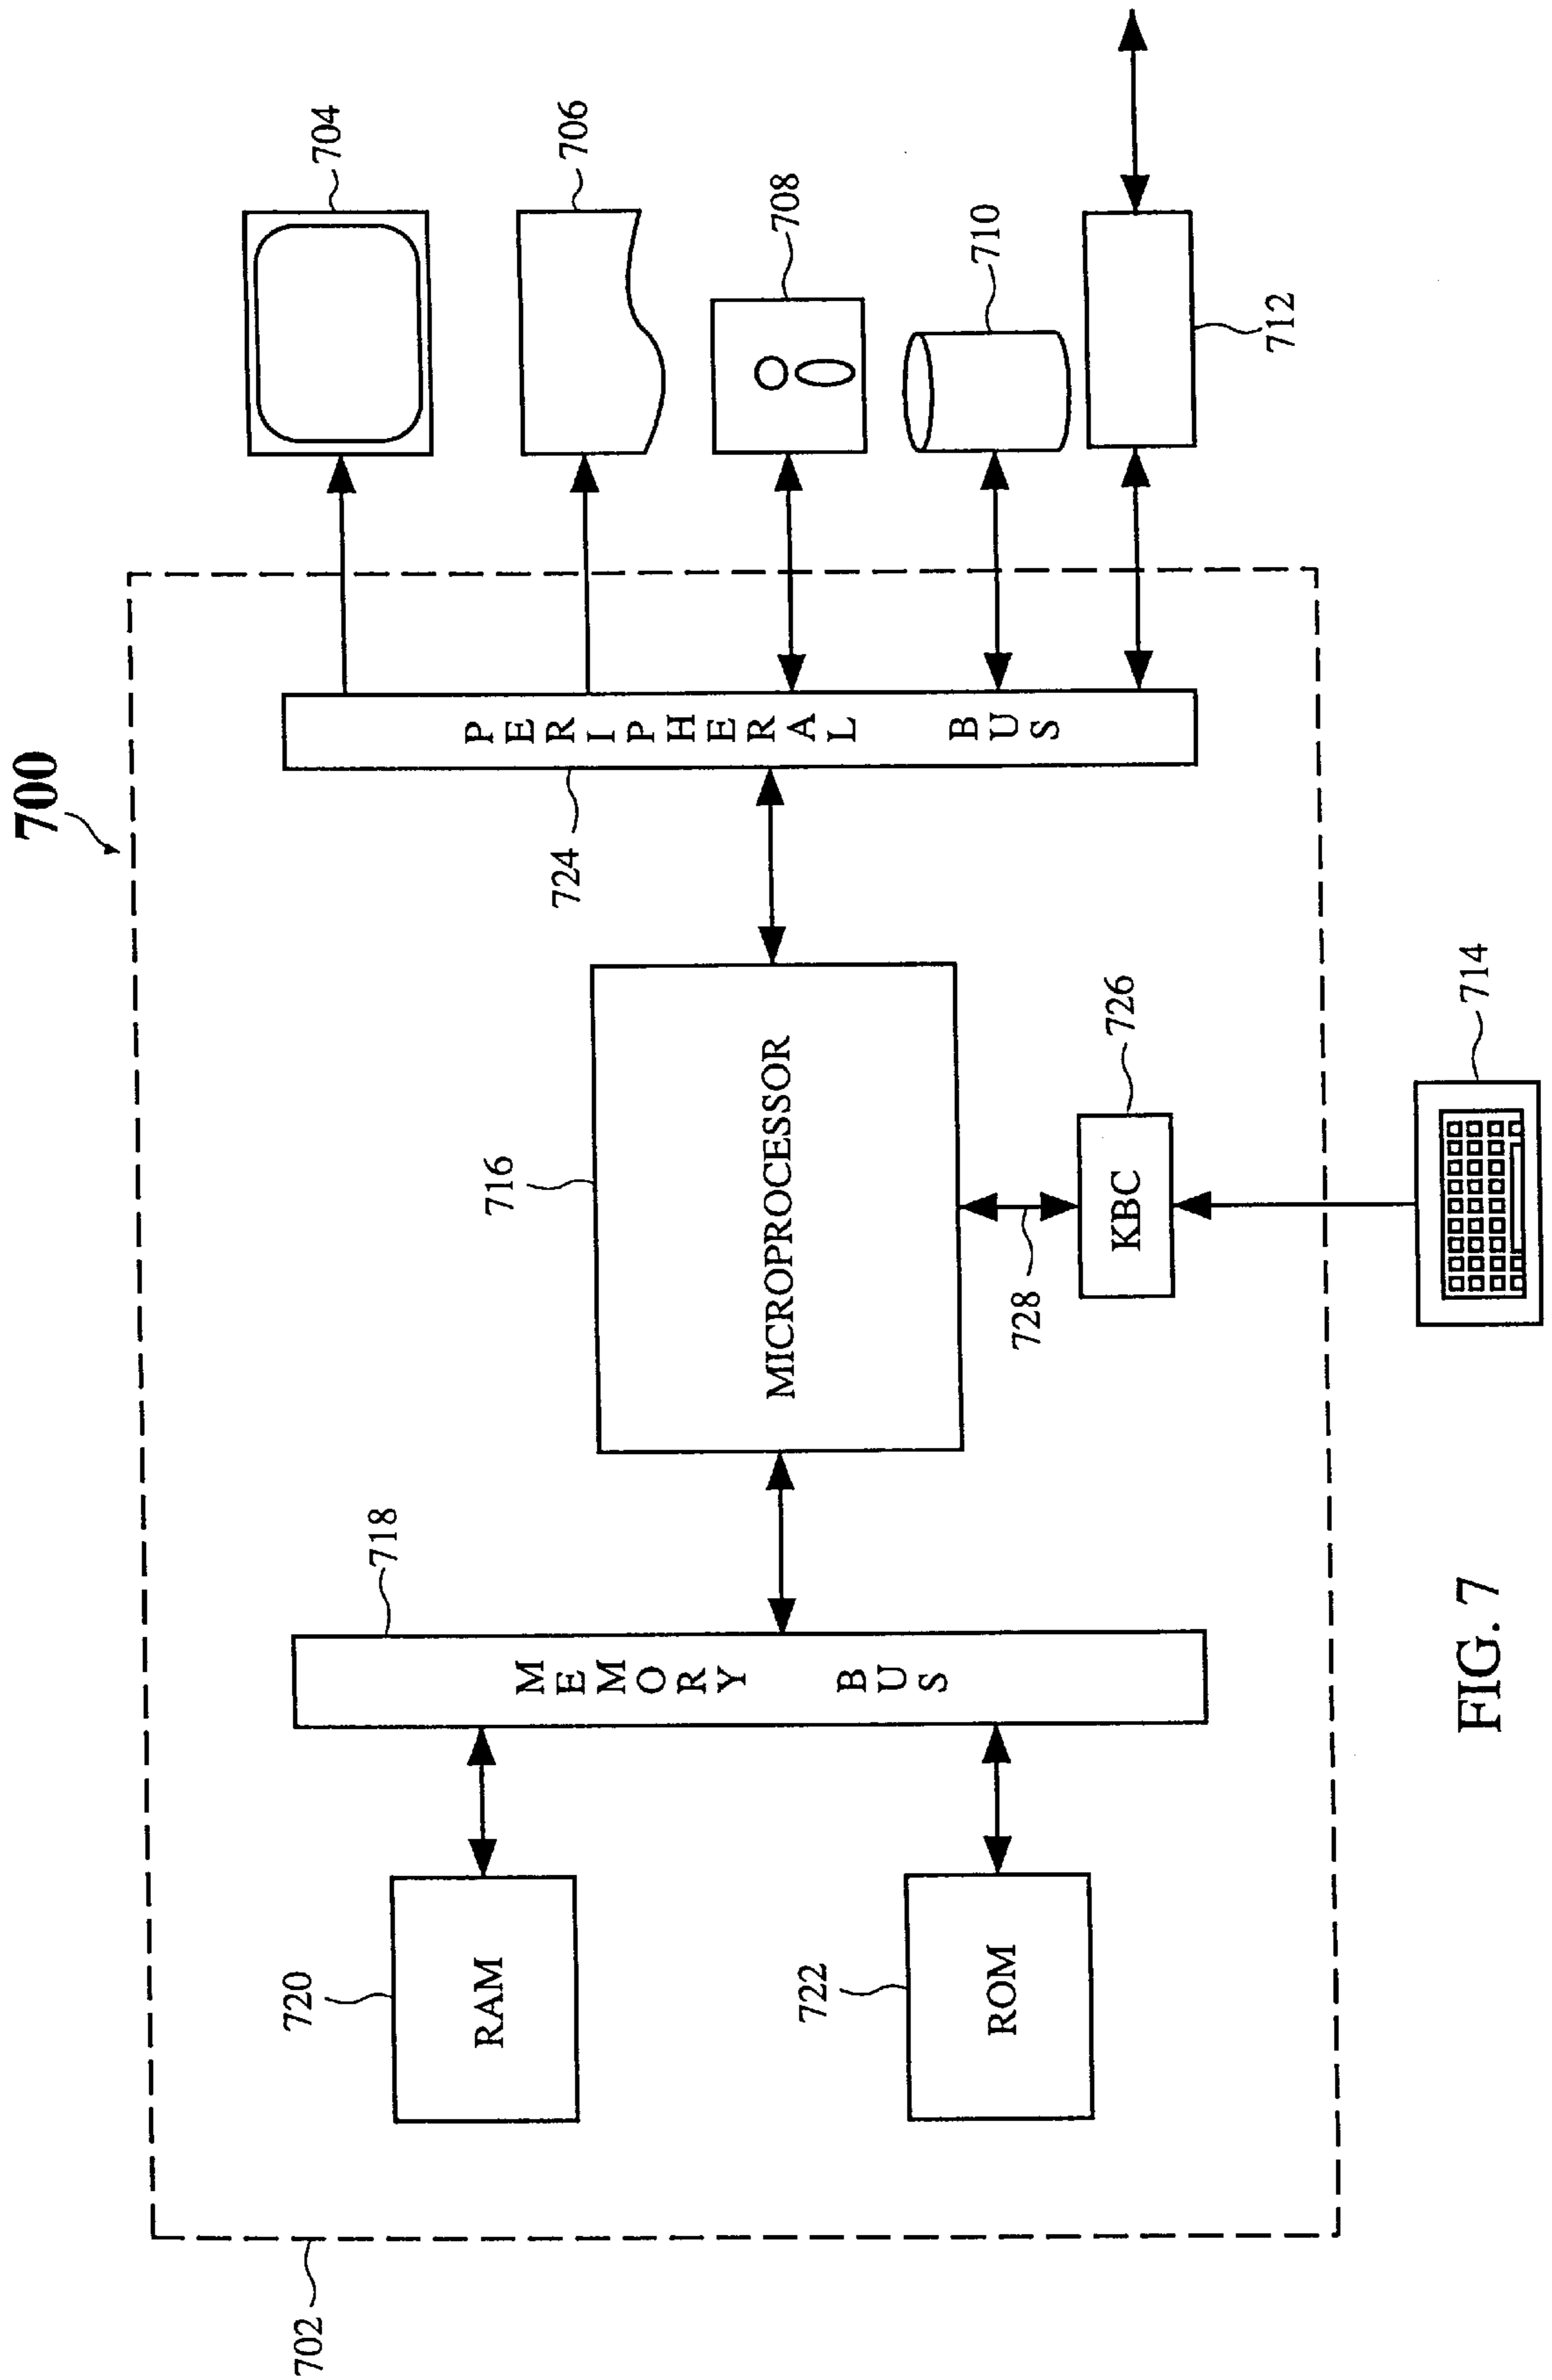 700
702
720
RAM
722
ROM
718
MEMORY BUS
716
MICROPROCESSOR
728
KBC
726
714
724
PERIPHERAL BUS
704
706
708
710
712
FIG. 7